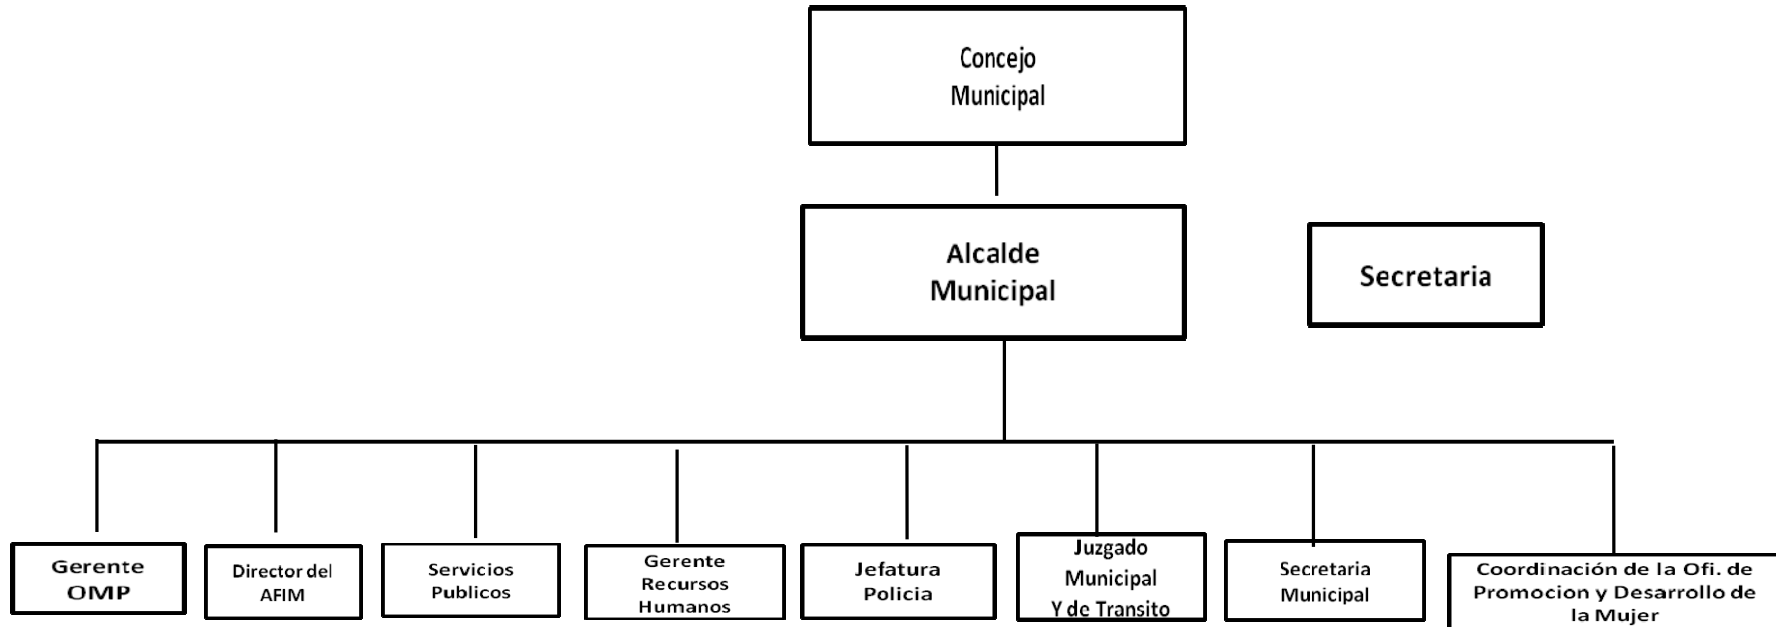 Concejo
Municipal
Alcalde
Municipal
Secretaria
Gerente
OMP
Director del
AFIM
Servicios
Publicos
Gerente
Recursos
Humanos
Jefatura
Policia
Juzgado
Municipal
Y de Transito
Secretaria
Municipal
Coordinación de la Ofi. de
Promocion y Desarrollo de
la Mujer